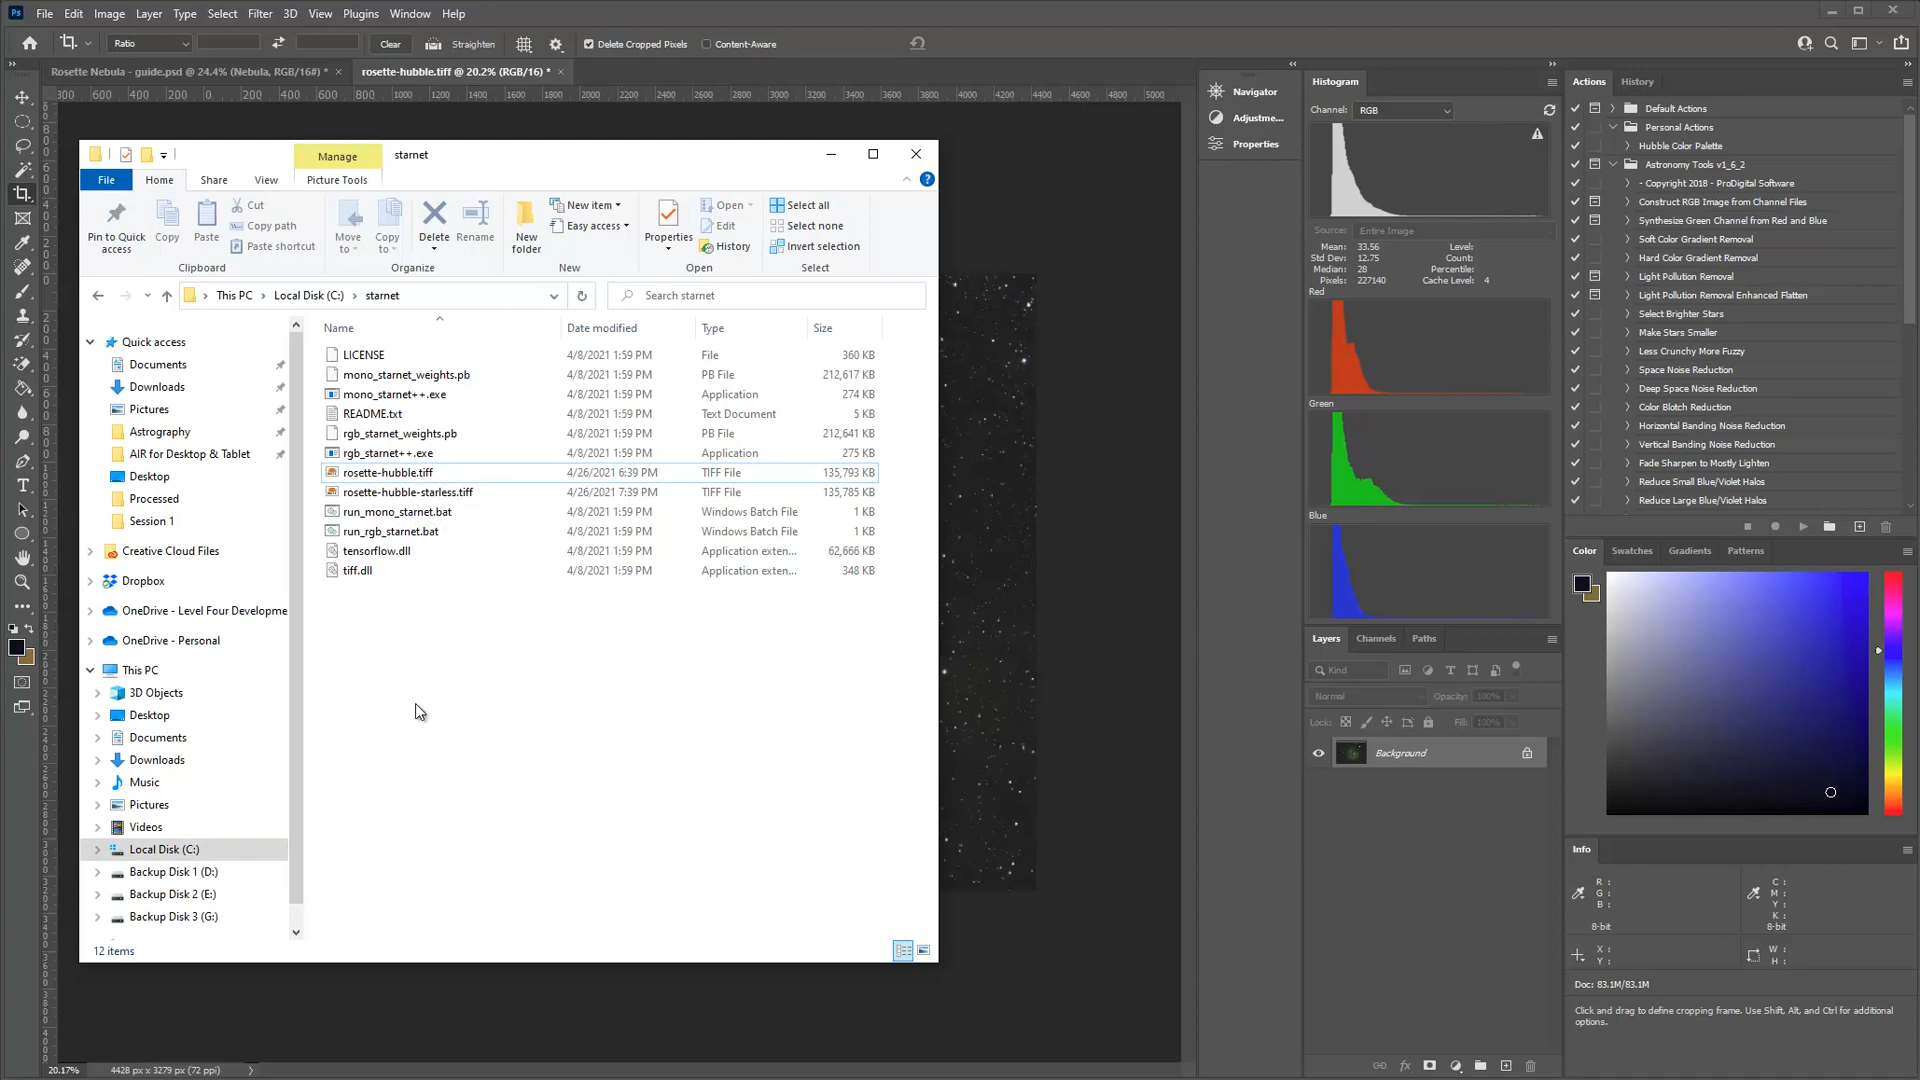 Ps File Edit Image Layer Type Select Filter 3D View Plugins Window Help
Ratio Clear Straighten Delete Cropped Pixels Content-Aware
Rosette Nebula - guide.psd @ 24.4% (Nebula, RGB/16#) * × rosette-hubble.tiff @ 20.2% (RGB/16) * ×
Manage starnet
File Home Share View Picture Tools
Pin to Quick access
Copy
Paste
Cut
Copy path
Paste shortcut
Clipboard
Move to
Copy to
Delete
Rename
Organize
New folder
New item
Easy access
New
Properties
Open
Edit
History
Open
Select all
Select none
Invert selection
Select
This PC > Local Disk (C:) > starnet
Search starnet
Name Date modified Type Size
LICENSE 4/8/2021 1:59 PM File 360 KB
mono_starnet_weights.pb 4/8/2021 1:59 PM PB File 212,617 KB
mono_starnet++.exe 4/8/2021 1:59 PM Application 274 KB
README.txt 4/8/2021 1:59 PM Text Document 5 KB
rgb_starnet_weights.pb 4/8/2021 1:59 PM PB File 212,641 KB
rgb_starnet++.exe 4/8/2021 1:59 PM Application 275 KB
rosette-hubble.tiff 4/26/2021 6:39 PM TIFF File 135,793 KB
rosette-hubble-starless.tiff 4/26/2021 7:39 PM TIFF File 135,785 KB
run_mono_starnet.bat 4/8/2021 1:59 PM Windows Batch File 1 KB
run_rgb_starnet.bat 4/8/2021 1:59 PM Windows Batch File 1 KB
tensorflow.dll 4/8/2021 1:59 PM Application exten... 62,666 KB
tiff.dll 4/8/2021 1:59 PM Application exten... 348 KB
Quick access
Documents
Downloads
Pictures
Astrography
AIR for Desktop & Tablet
Desktop
Processed
Session 1
Creative Cloud Files
Dropbox
OneDrive - Level Four Developme
OneDrive - Personal
This PC
3D Objects
Desktop
Documents
Downloads
Music
Pictures
Videos
Local Disk (C:)
Backup Disk 1 (D:)
Backup Disk 2 (E:)
Backup Disk 3 (G:)
12 items
20.17% 4428 px x 3279 px (72 ppi)
Navigator
Adjustme...
Properties
Histogram
Channel: RGB
Source: Entire Image
Mean: 33.56 Level:
Std Dev: 12.75 Count:
Median: 28 Percentile:
Pixels: 227140 Cache Level: 4
Red
Green
Blue
Layers Channels Paths
Kind
Normal Opacity: 100%
Lock: Fill: 100%
Background
Actions History
Default Actions
Personal Actions
Hubble Color Palette
Astronomy Tools v1_6_2
- Copyright 2018 - ProDigital Software
Construct RGB Image from Channel Files
Synthesize Green Channel from Red and Blue
Soft Color Gradient Removal
Hard Color Gradient Removal
Light Pollution Removal
Light Pollution Removal Enhanced Flatten
Select Brighter Stars
Make Stars Smaller
Less Crunchy More Fuzzy
Space Noise Reduction
Deep Space Noise Reduction
Color Blotch Reduction
Horizontal Banding Noise Reduction
Vertical Banding Noise Reduction
Fade Sharpen to Mostly Lighten
Reduce Small Blue/Violet Halos
Reduce Large Blue/Violet Halos
Color Swatches Gradients Patterns
Info
R : C :
G : M :
B : Y :
K :
8-bit 8-bit
X : W :
Y : H :
Doc: 83.1M/83.1M
Click and drag to define cropping frame. Use Shift, Alt, and Ctrl for additional
options.